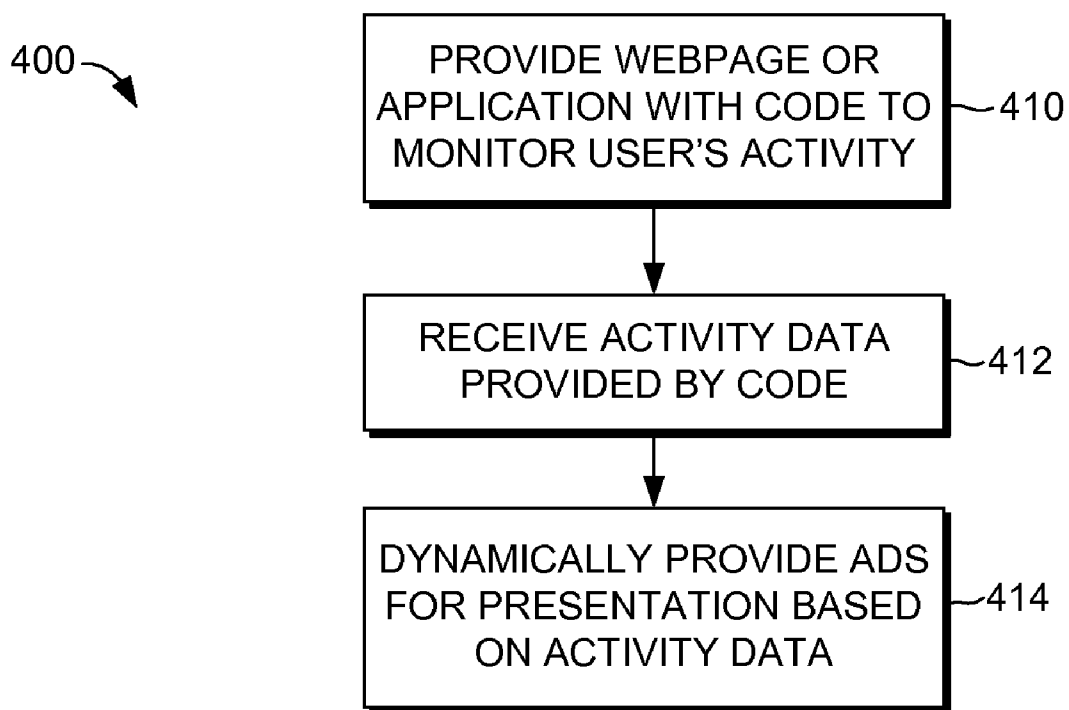 400
PROVIDE WEBPAGE OR
APPLICATION WITH CODE TO
MONITOR USER'S ACTIVITY
410
RECEIVE ACTIVITY DATA
PROVIDED BY CODE
412
DYNAMICALLY PROVIDE ADS
FOR PRESENTATION BASED
ON ACTIVITY DATA
414